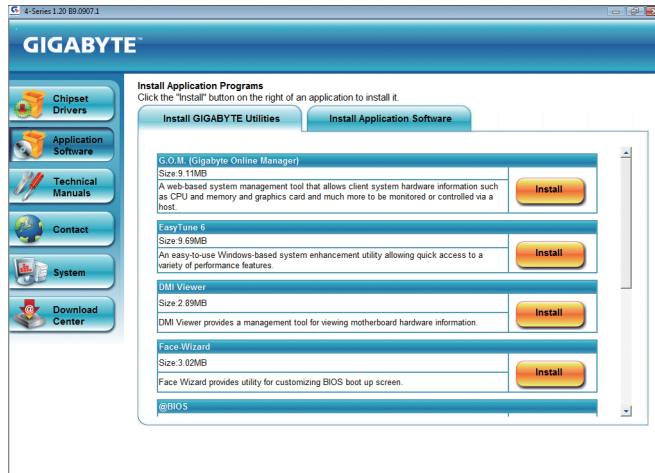 4-Series 1.20 B9.0907.1
GIGABYTE™
Chipset
Drivers
Application
Software
Technical
Manuals
Contact
System
Download
Center
Install Application Programs
Click the "Install" button on the right of an application to install it.
Install GIGABYTE Utilities
Install Application Software
G.O.M. (Gigabyte Online Manager)
Size:9.11MB
A web-based system management tool that allows client system hardware information such
as CPU and memory and graphics card and much more to be monitored or controlled via a
host.
Install
EasyTune 6
Size:9.69MB
An easy-to-use Windows-based system enhancement utility allowing quick access to a
variety of performance features.
Install
DMI Viewer
Size:2.89MB
DMI Viewer provides a management tool for viewing motherboard hardware information.
Install
Face-Wizard
Size:3.02MB
Face Wizard provides utility for customizing BIOS boot up screen.
Install
@BIOS